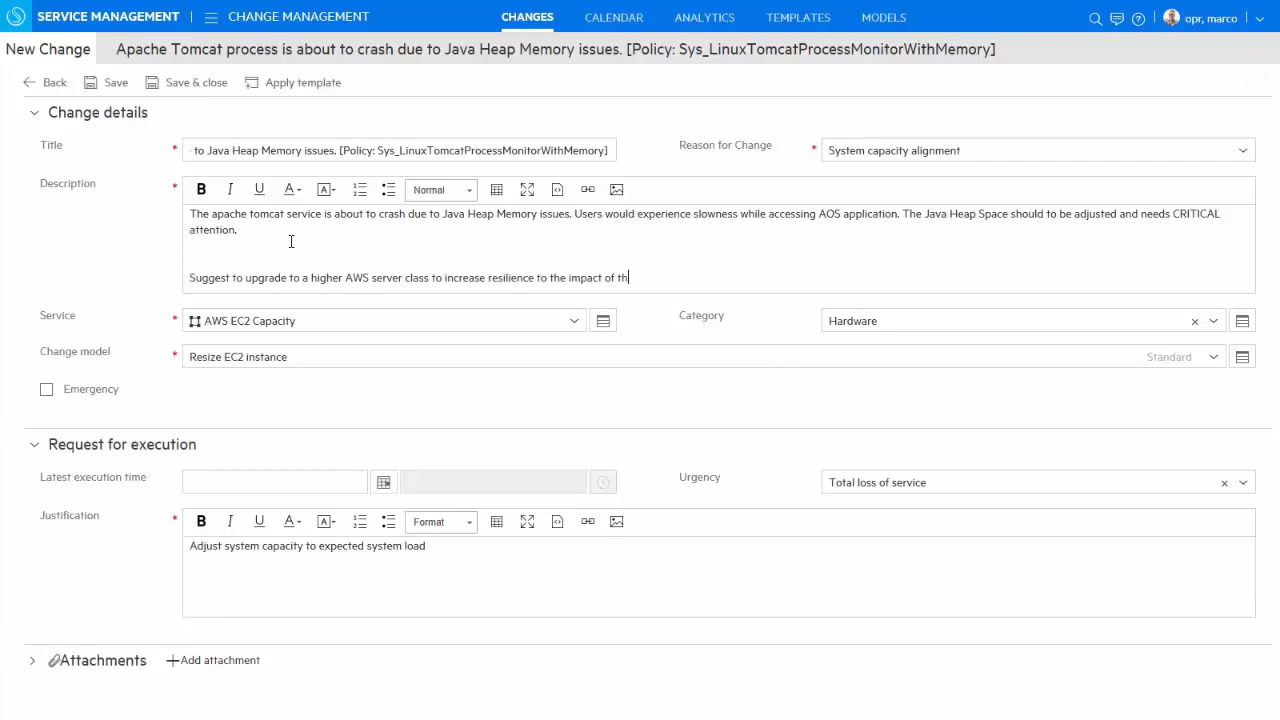 SERVICE MANAGEMENT CHANGE MANAGEMENT CHANGES CALENDAR ANALYTICS TEMPLATES MODELS opr, marco
New Change Apache Tomcat process is about to crash due to Java Heap Memory issues. [Policy: Sys_LinuxTomcatProcessMonitorWithMemory]
Back Save Save & close Apply template
Change details
Title * to Java Heap Memory issues. [Policy: Sys_LinuxTomcatProcessMonitorWithMemory] Reason for Change * System capacity alignment
Description * B I U A A Normal
The apache tomcat service is about to crash due to Java Heap Memory issues. Users would experience slowness while accessing AOS application. The Java Heap Space should to be adjusted and needs CRITICAL
attention.
Suggest to upgrade to a higher AWS server class to increase resilience to the impact of th
Service * AWS EC2 Capacity Category Hardware
Change model * Resize EC2 instance Standard
Emergency
Request for execution
Latest execution time Urgency Total loss of service
Justification * B I U A A Format
Adjust system capacity to expected system load
Attachments Add attachment